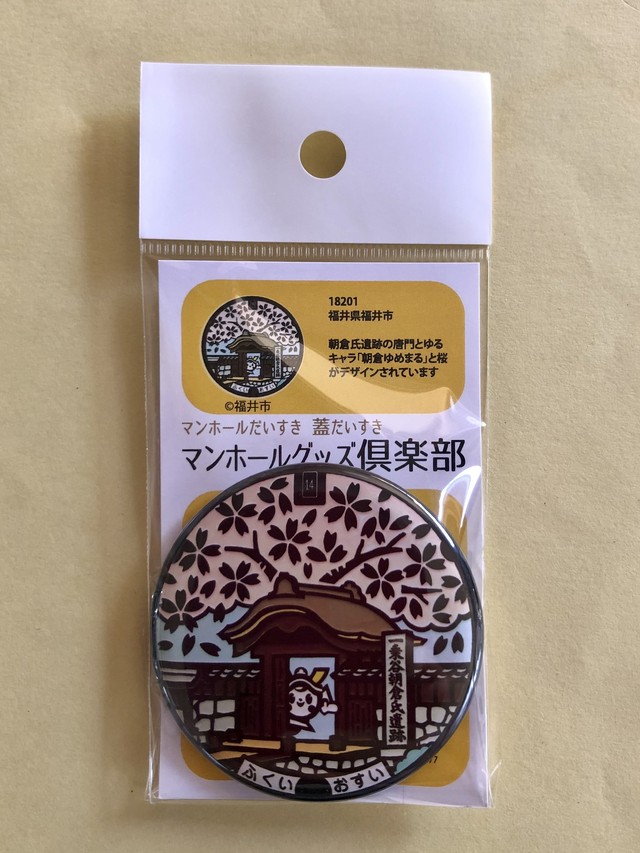 18201
福井県福井市
朝倉氏遺跡の唐門とゆる
キャラ「朝倉ゆめまる」と桜
がデザインされています
©福井市
マンホールだいすき 蓋だいすき
マンホールグッズ倶楽部
14
一乗谷朝倉氏遺跡
ふくい おすい